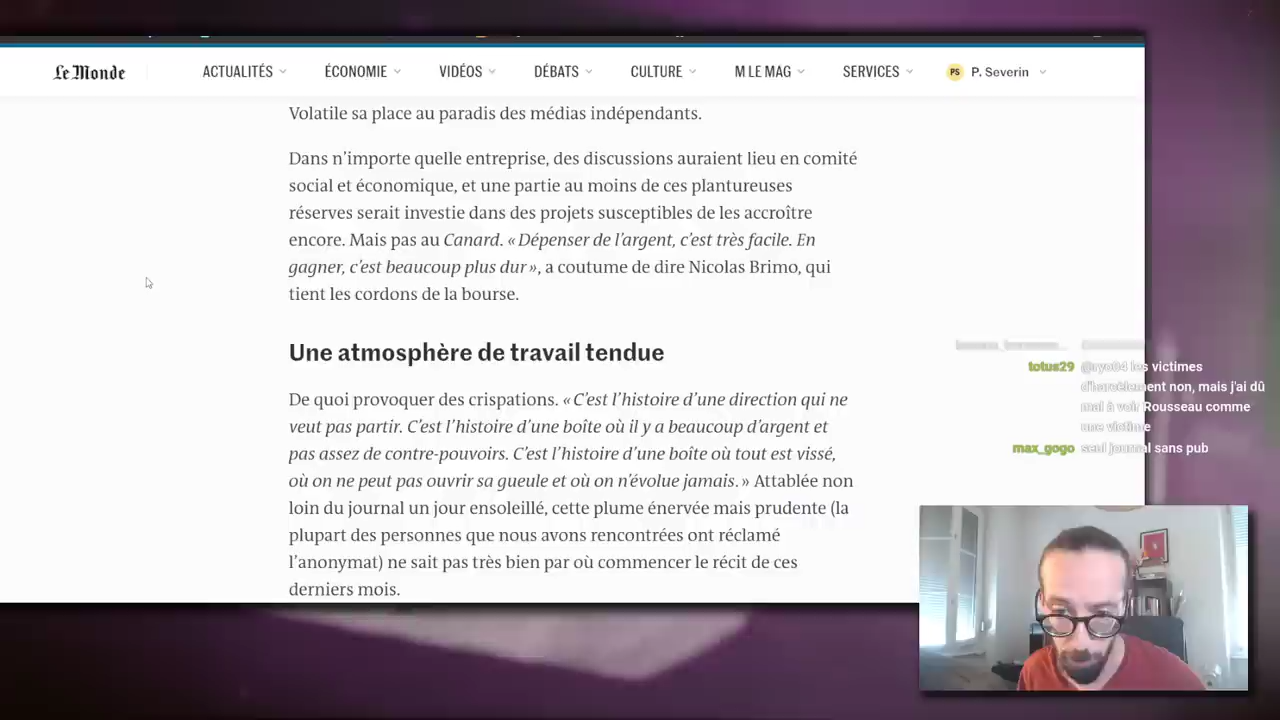 Le Monde
ACTUALITÉS
ÉCONOMIE
VIDÉOS
DÉBATS
CULTURE
M LE MAG
SERVICES
PS
P. Severin
Volatile sa place au paradis des médias indépendants.
Dans n’importe quelle entreprise, des discussions auraient lieu en comité
social et économique, et une partie au moins de ces plantureuses
réserves serait investie dans des projets susceptibles de les accroître
encore. Mais pas au Canard. « Dépenser de l’argent, c’est très facile. En
gagner, c’est beaucoup plus dur », a coutume de dire Nicolas Brimo, qui
tient les cordons de la bourse.
Une atmosphère de travail tendue
De quoi provoquer des crispations. « C’est l’histoire d’une direction qui ne
veut pas partir. C’est l’histoire d’une boîte où il y a beaucoup d’argent et
pas assez de contre-pouvoirs. C’est l’histoire d’une boîte où tout est vissé,
où on ne peut pas ouvrir sa gueule et où on n’évolue jamais. » Attablée non
loin du journal un jour ensoleillé, cette plume énervée mais prudente (la
plupart des personnes que nous avons rencontrées ont réclamé
l’anonymat) ne sait pas très bien par où commencer le récit de ces
derniers mois.
totus29 @ryo04 les victimes
d'harcèlement non, mais j'ai dû
mal à voir Rousseau comme
une victime
max_gogo seul journal sans pub